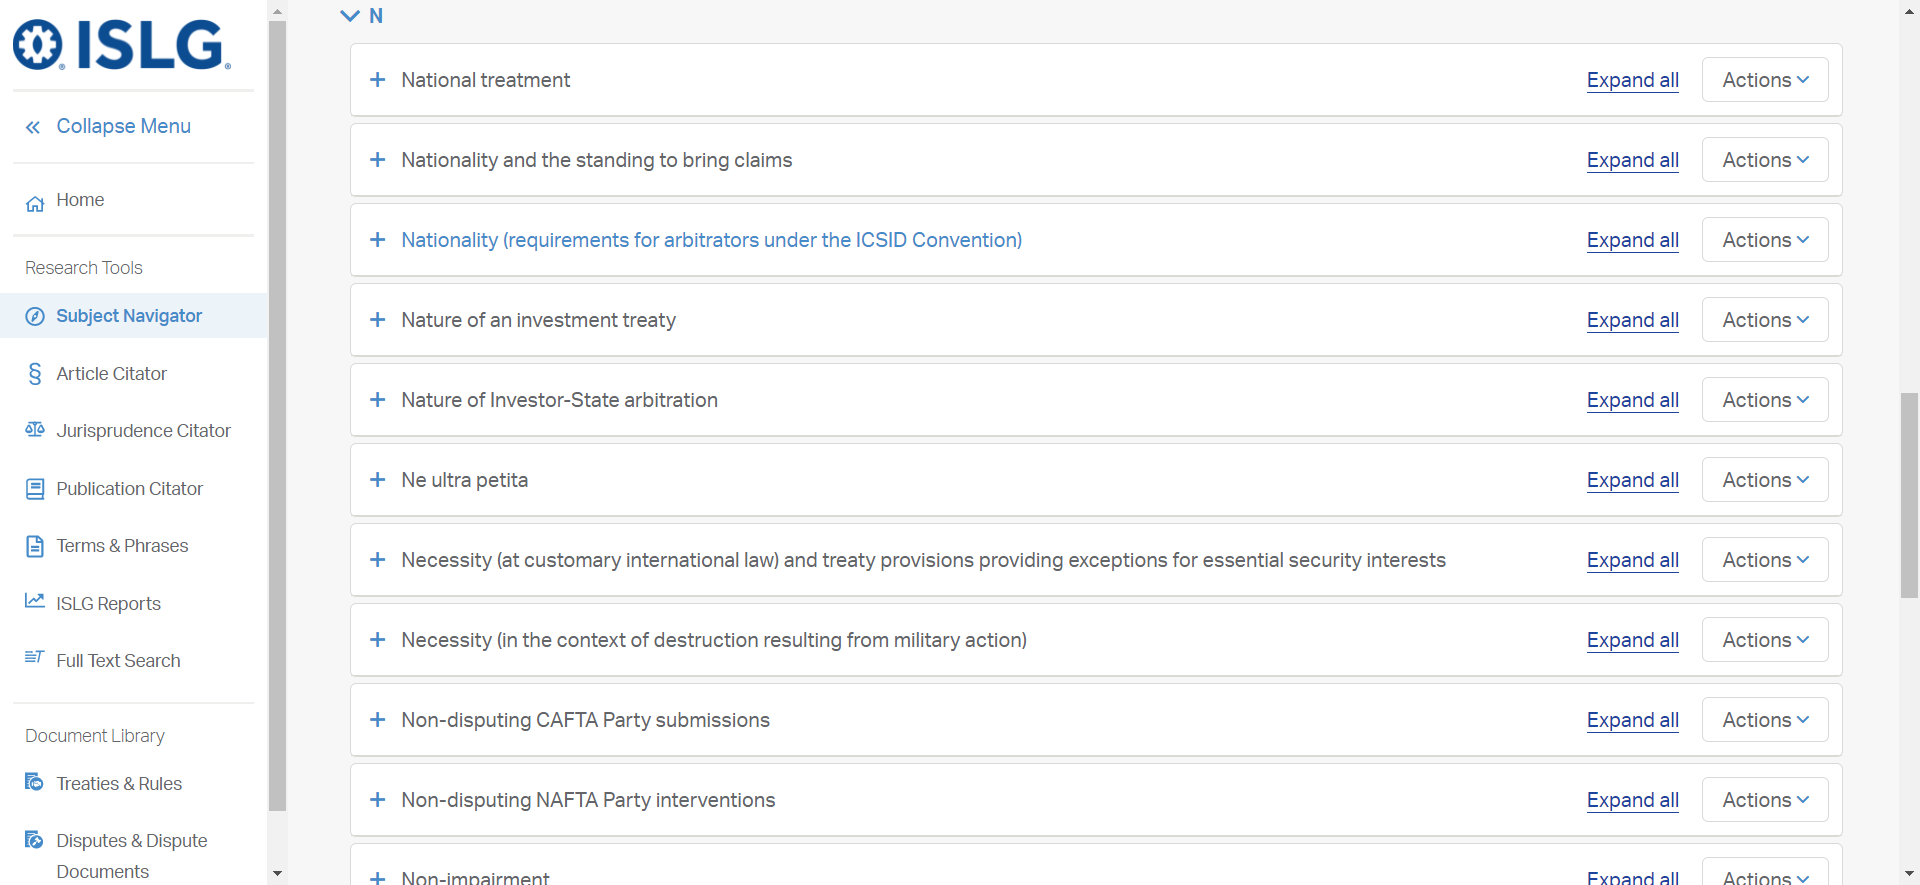 ISLG
Collapse Menu
Home
Research Tools
Subject Navigator
Article Citator
Jurisprudence Citator
Publication Citator
Terms & Phrases
ISLG Reports
Full Text Search
Document Library
Treaties & Rules
Disputes & Dispute
Documents
N
National treatment Expand all Actions
Nationality and the standing to bring claims Expand all Actions
Nationality (requirements for arbitrators under the ICSID Convention) Expand all Actions
Nature of an investment treaty Expand all Actions
Nature of Investor-State arbitration Expand all Actions
Ne ultra petita Expand all Actions
Necessity (at customary international law) and treaty provisions providing exceptions for essential security interests Expand all Actions
Necessity (in the context of destruction resulting from military action) Expand all Actions
Non-disputing CAFTA Party submissions Expand all Actions
Non-disputing NAFTA Party interventions Expand all Actions
Non-impairment Expand all Actions